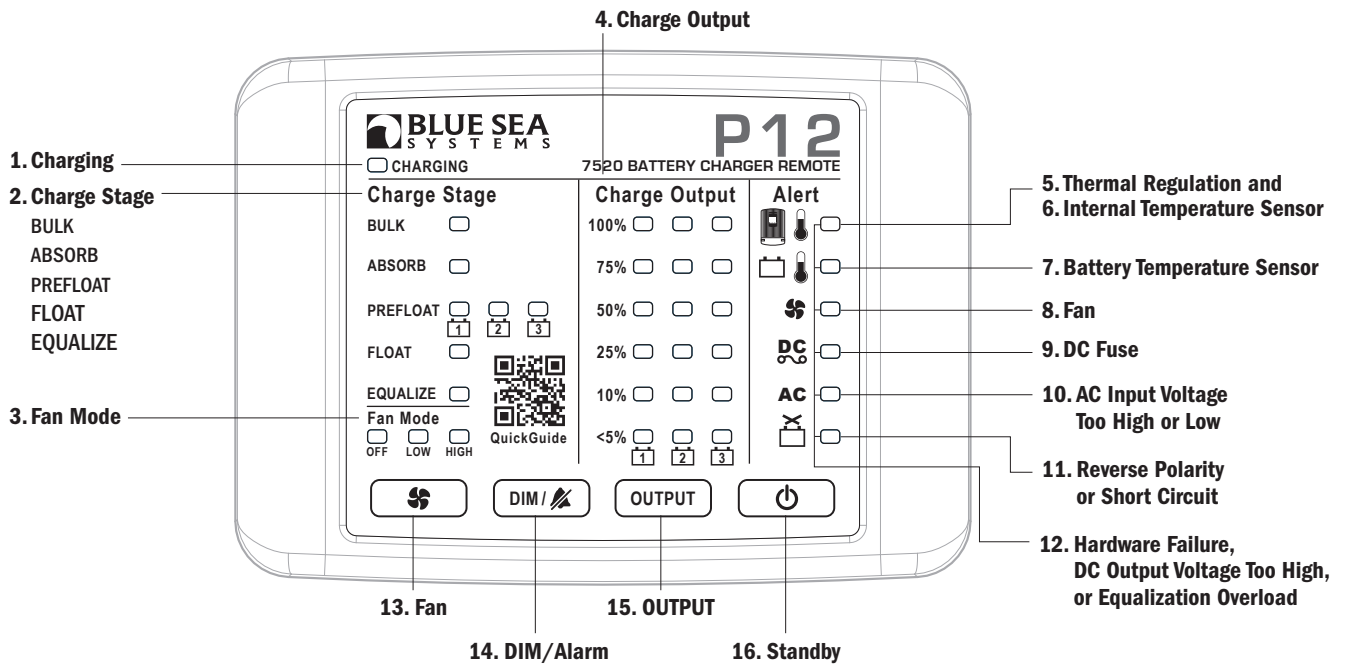 4. Charge Output
BLUE SEA
SYSTEMS
P12
CHARGING
7520 BATTERY CHARGER REMOTE
1. Charging
2. Charge Stage
BULK
ABSORB
PREFLOAT
FLOAT
EQUALIZE
3. Fan Mode
Charge Stage
BULK
ABSORB
PREFLOAT
1 2 3
FLOAT
EQUALIZE
Fan Mode
OFF LOW HIGH
QuickGuide
Charge Output
100%
75%
50%
25%
10%
<5%
1 2 3
Alert
DC
AC
5. Thermal Regulation and
6. Internal Temperature Sensor
7. Battery Temperature Sensor
8. Fan
9. DC Fuse
10. AC Input Voltage
Too High or Low
11. Reverse Polarity
or Short Circuit
12. Hardware Failure,
DC Output Voltage Too High,
or Equalization Overload
DIM /
OUTPUT
13. Fan
14. DIM/Alarm
15. OUTPUT
16. Standby